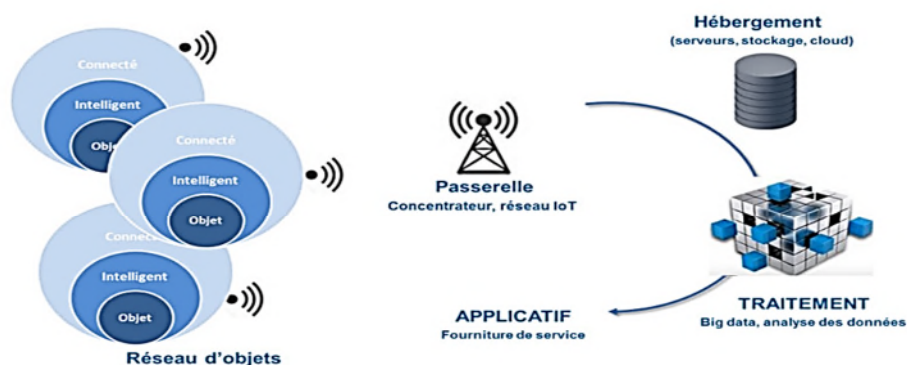 Connecté
Intelligent
Objet
Connecté
Intelligent
Objet
Connecté
Intelligent
Objet
Réseau d'objets
Passerelle
Concentrateur, réseau IoT
Hébergement
(serveurs, stockage, cloud)
TRAITEMENT
Big data, analyse des données
APPLICATIF
Fourniture de service